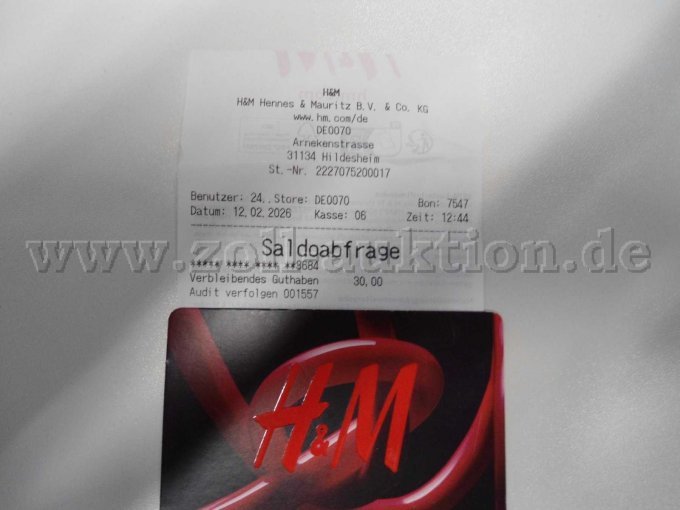 H&M
H&M Hennes & Mauritz B.V. & Co. KG
www.hm.com/de
DE0070
Arnekenstrasse
31134 Hildesheim
St.-Nr. 2227075200017
Benutzer: 24.. Store: DE0070 Bon: 7547
Datum: 12.02.2026 Kasse: 06 Zeit: 12:44
Saldoabfrage
www.zoll-auktion.de
***** **** **** **9684
Verbleibendes Guthaben 30,00
Audit verfolgen 001557
H&M